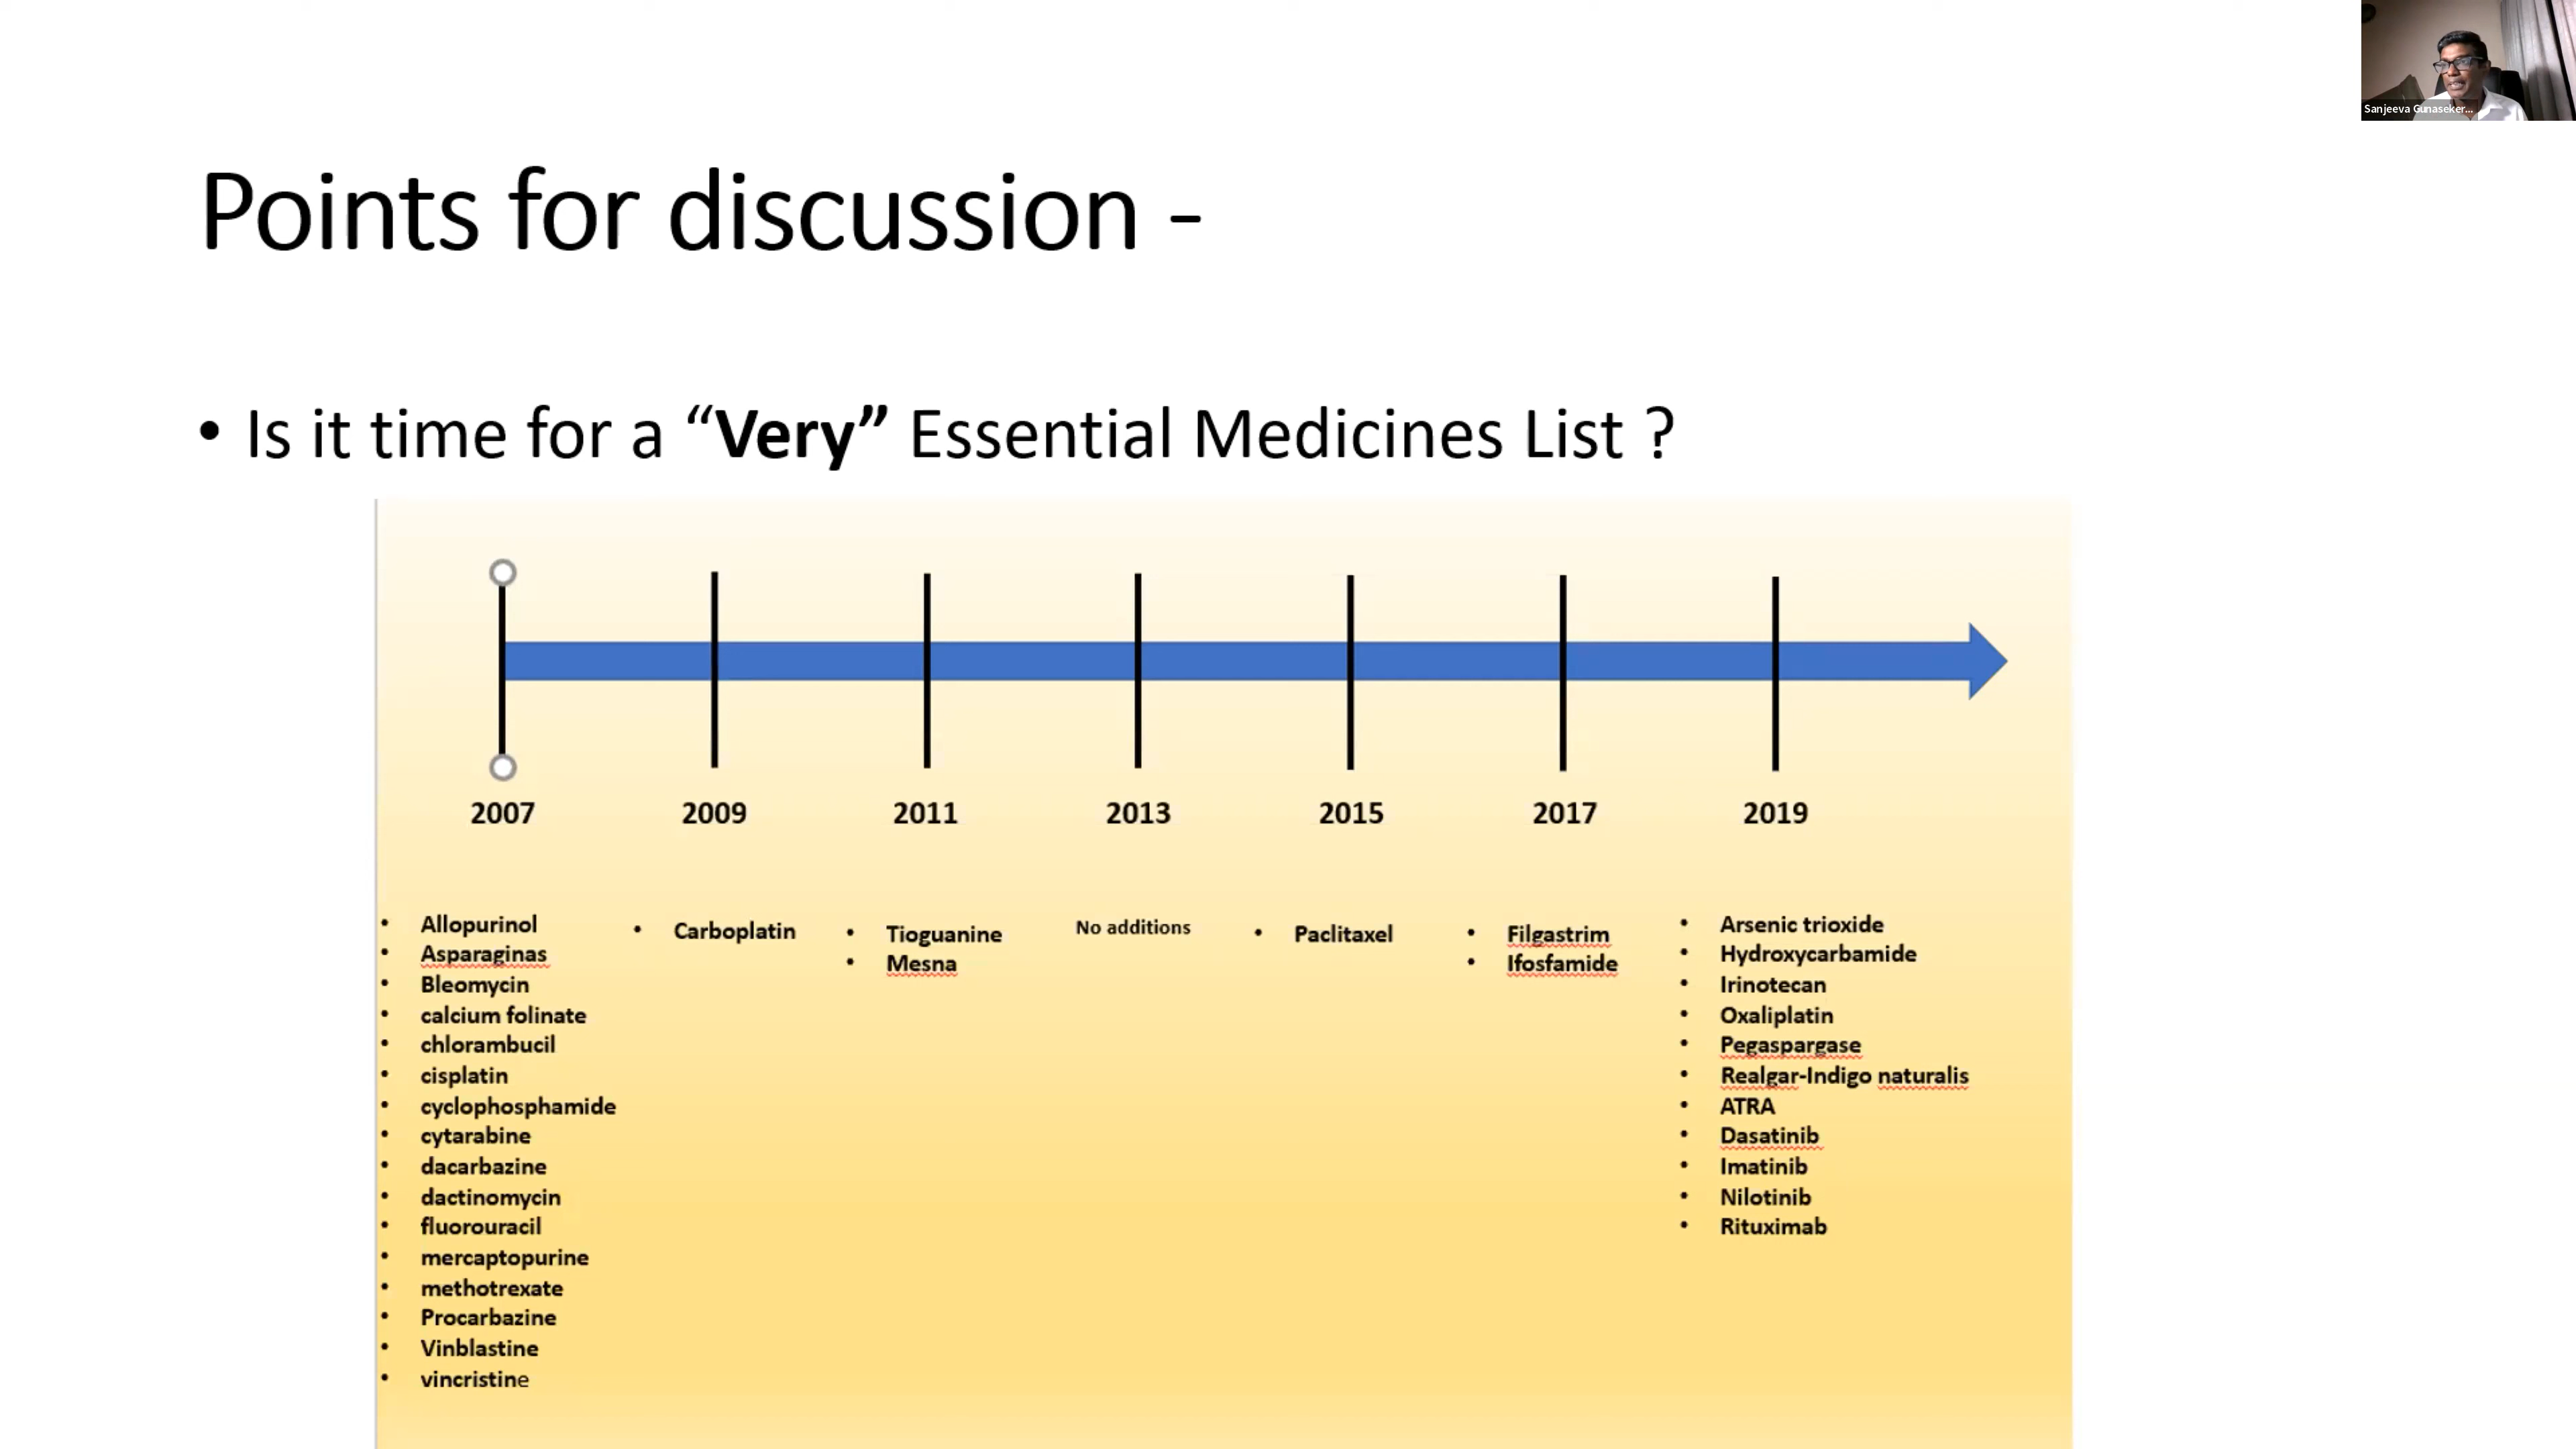 Sanjeeva Gunaseker...
Points for discussion -
• Is it time for a “Very” Essential Medicines List ?
2007 2009 2011 2013 2015 2017 2019
• Allopurinol
• Asparaginas
• Bleomycin
• calcium folinate
• chlorambucil
• cisplatin
• cyclophosphamide
• cytarabine
• dacarbazine
• dactinomycin
• fluorouracil
• mercaptopurine
• methotrexate
• Procarbazine
• Vinblastine
• vincristine
• Carboplatin
• Tioguanine
• Mesna
No additions
• Paclitaxel
• Filgastrim
• Ifosfamide
• Arsenic trioxide
• Hydroxycarbamide
• Irinotecan
• Oxaliplatin
• Pegaspargase
• Realgar-Indigo naturalis
• ATRA
• Dasatinib
• Imatinib
• Nilotinib
• Rituximab